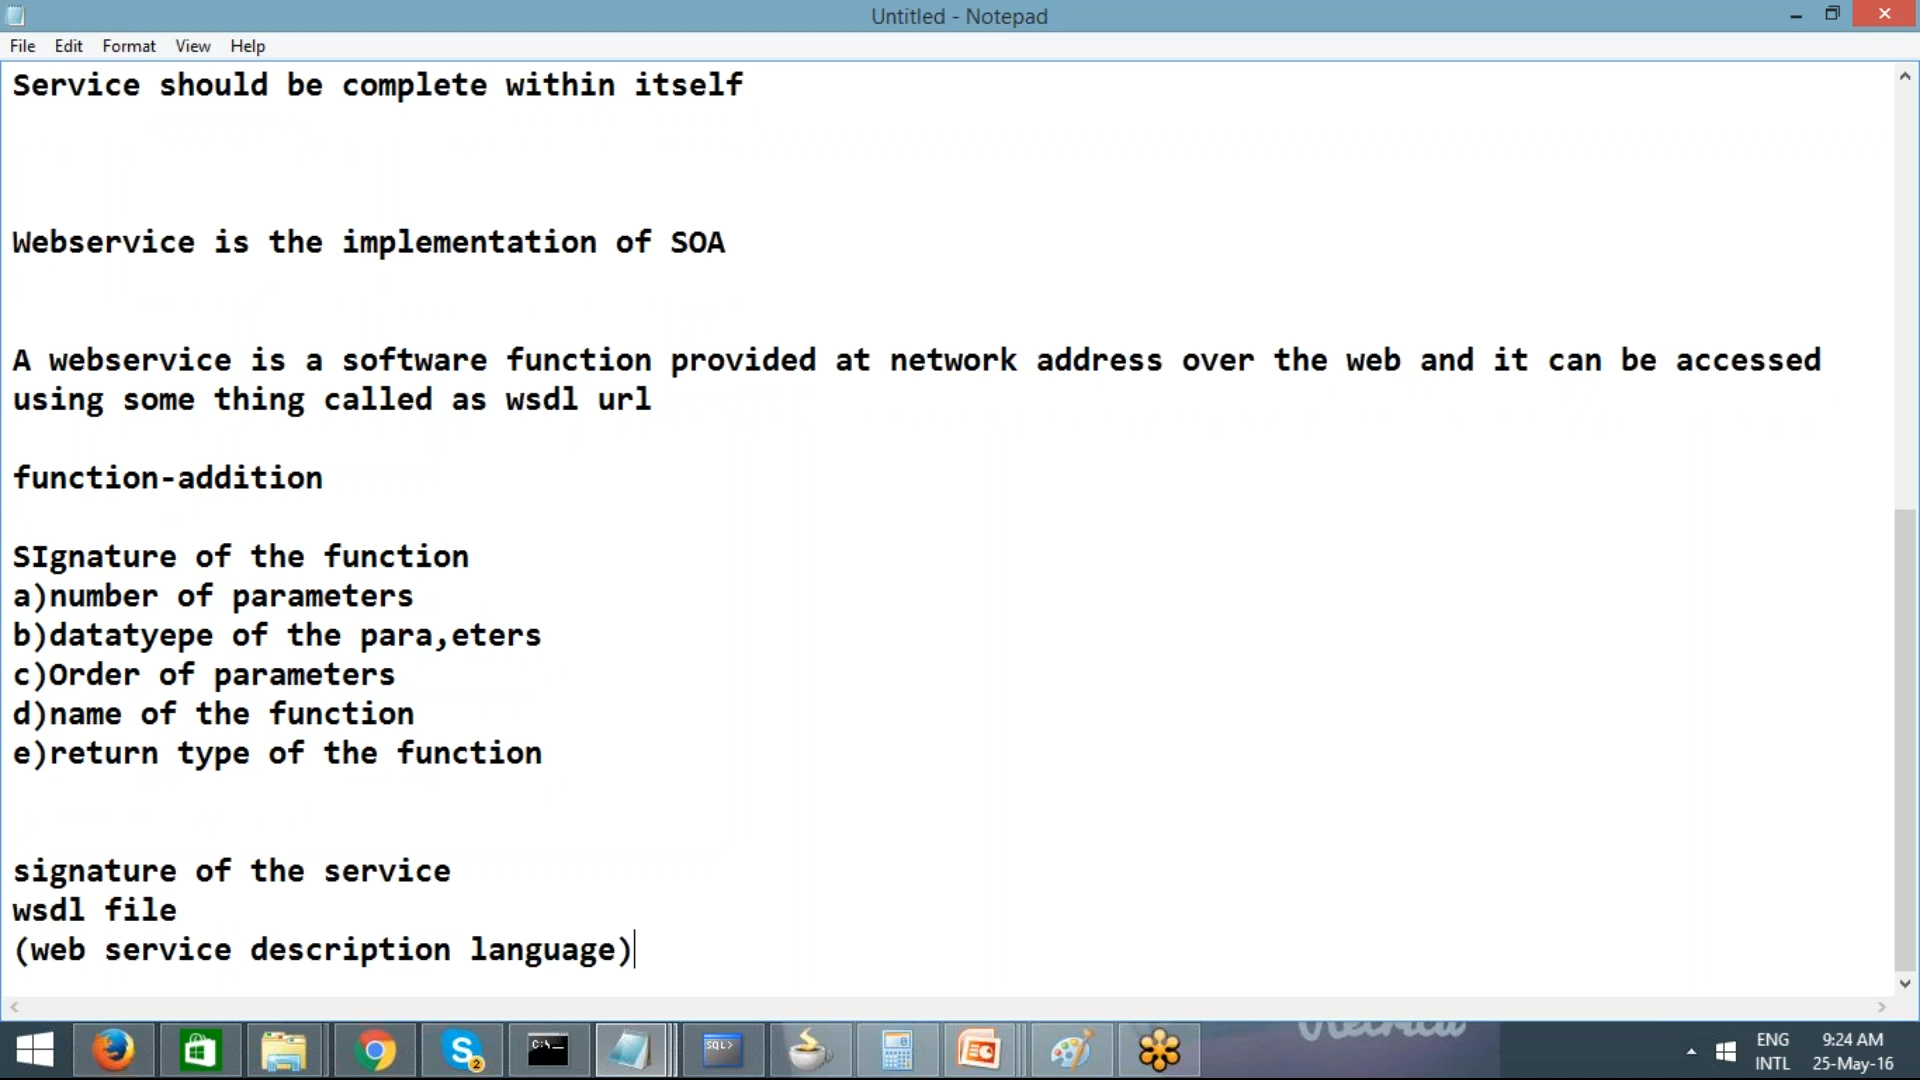 Untitled - Notepad
File Edit Format View Help
Service should be complete within itself
Webservice is the implementation of SOA
A webservice is a software function provided at network address over the web and it can be accessed
using some thing called as wsdl url
function-addition
SIgnature of the function
a)number of parameters
b)datatyepe of the para,eters
c)Order of parameters
d)name of the function
e)return type of the function
signature of the service
wsdl file
(web service description language)
S 2
C:\_
SQL>
ENG 9:24 AM
INTL 25-May-16